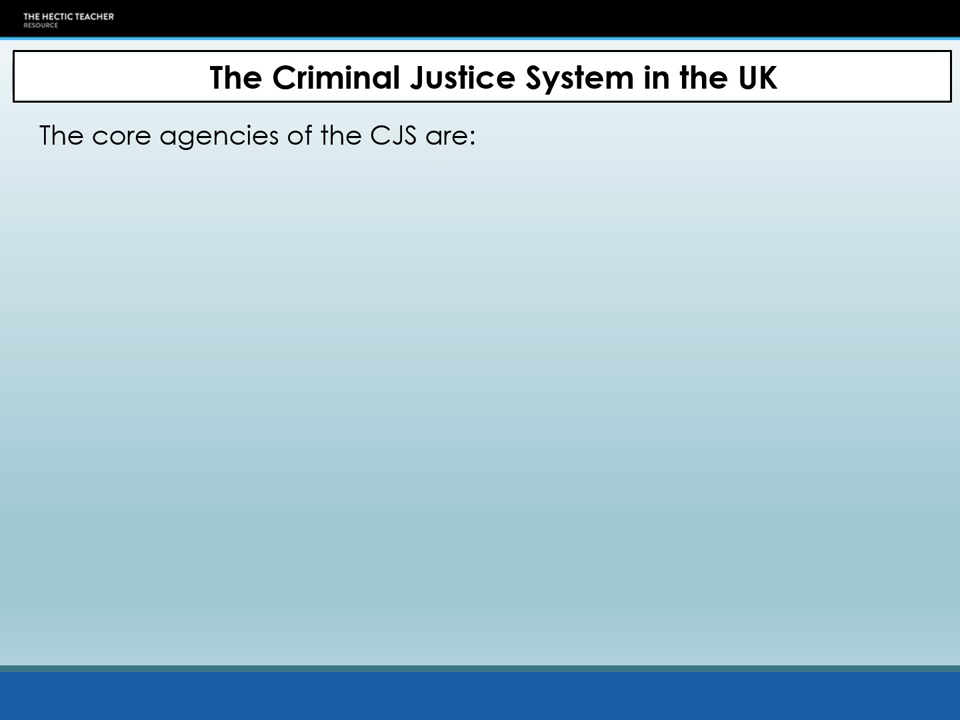 THE HECTIC TEACHER
RESOURCE
The Criminal Justice System in the UK
The core agencies of the CJS are: